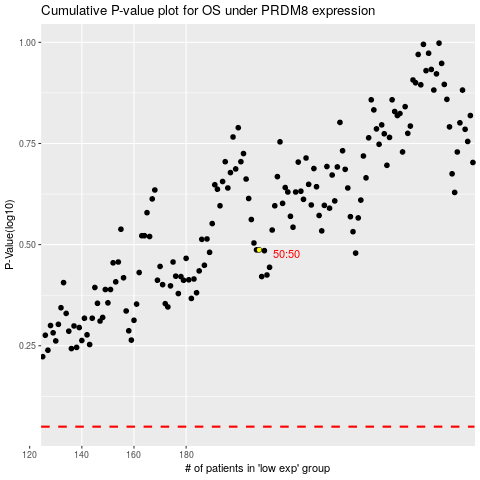 Cumulative P-value plot for OS under PRDM8 expression
1.00
0.75
0.50
0.25
P-Value(log10)
50:50
120 140 160 180
# of patients in 'low exp' group